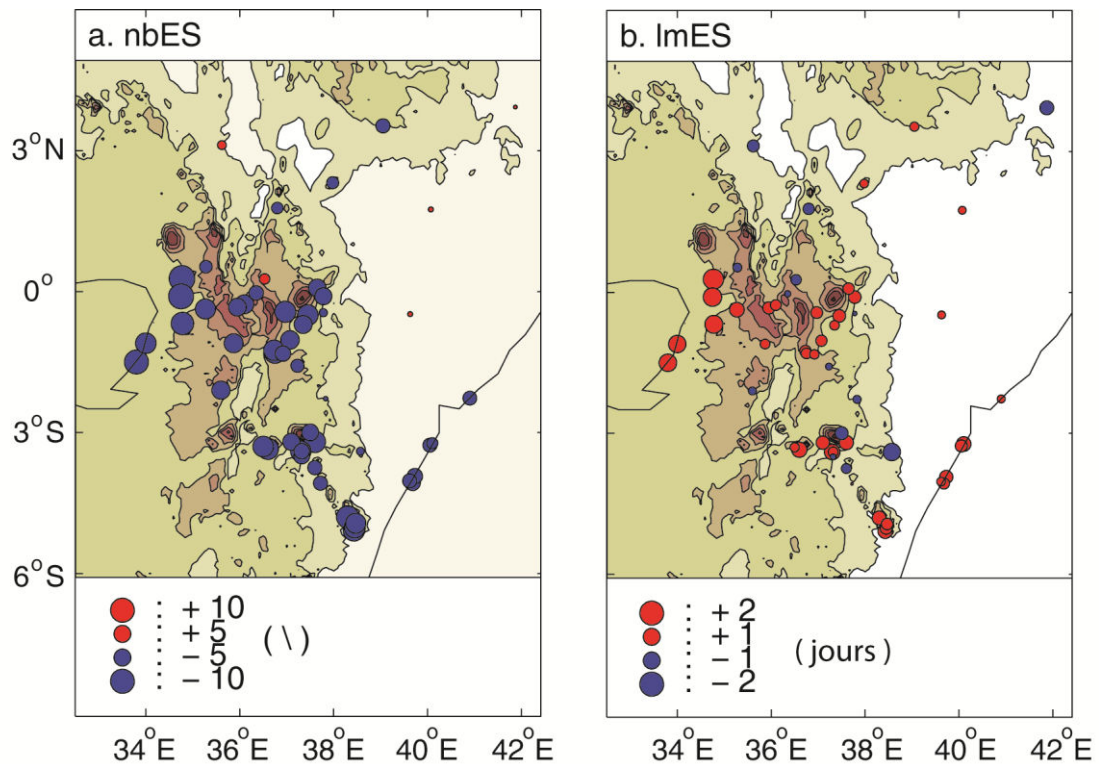 a. nbES
b. lmES
3°N
0°
3°S
6°S
: + 10
: + 5
: − 5
: − 10
( \ )
: + 2
: + 1
: − 1
: − 2
( jours )
34°E 36°E 38°E 40°E 42°E
34°E 36°E 38°E 40°E 42°E